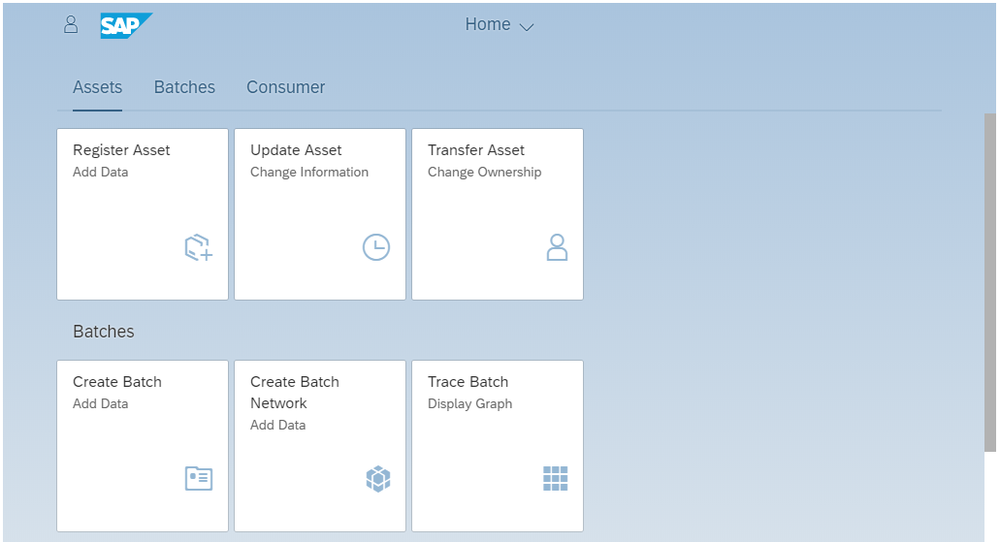 SAP
Home
Assets
Batches
Consumer
Register Asset
Add Data
Update Asset
Change Information
Transfer Asset
Change Ownership
Batches
Create Batch
Add Data
Create Batch
Network
Add Data
Trace Batch
Display Graph